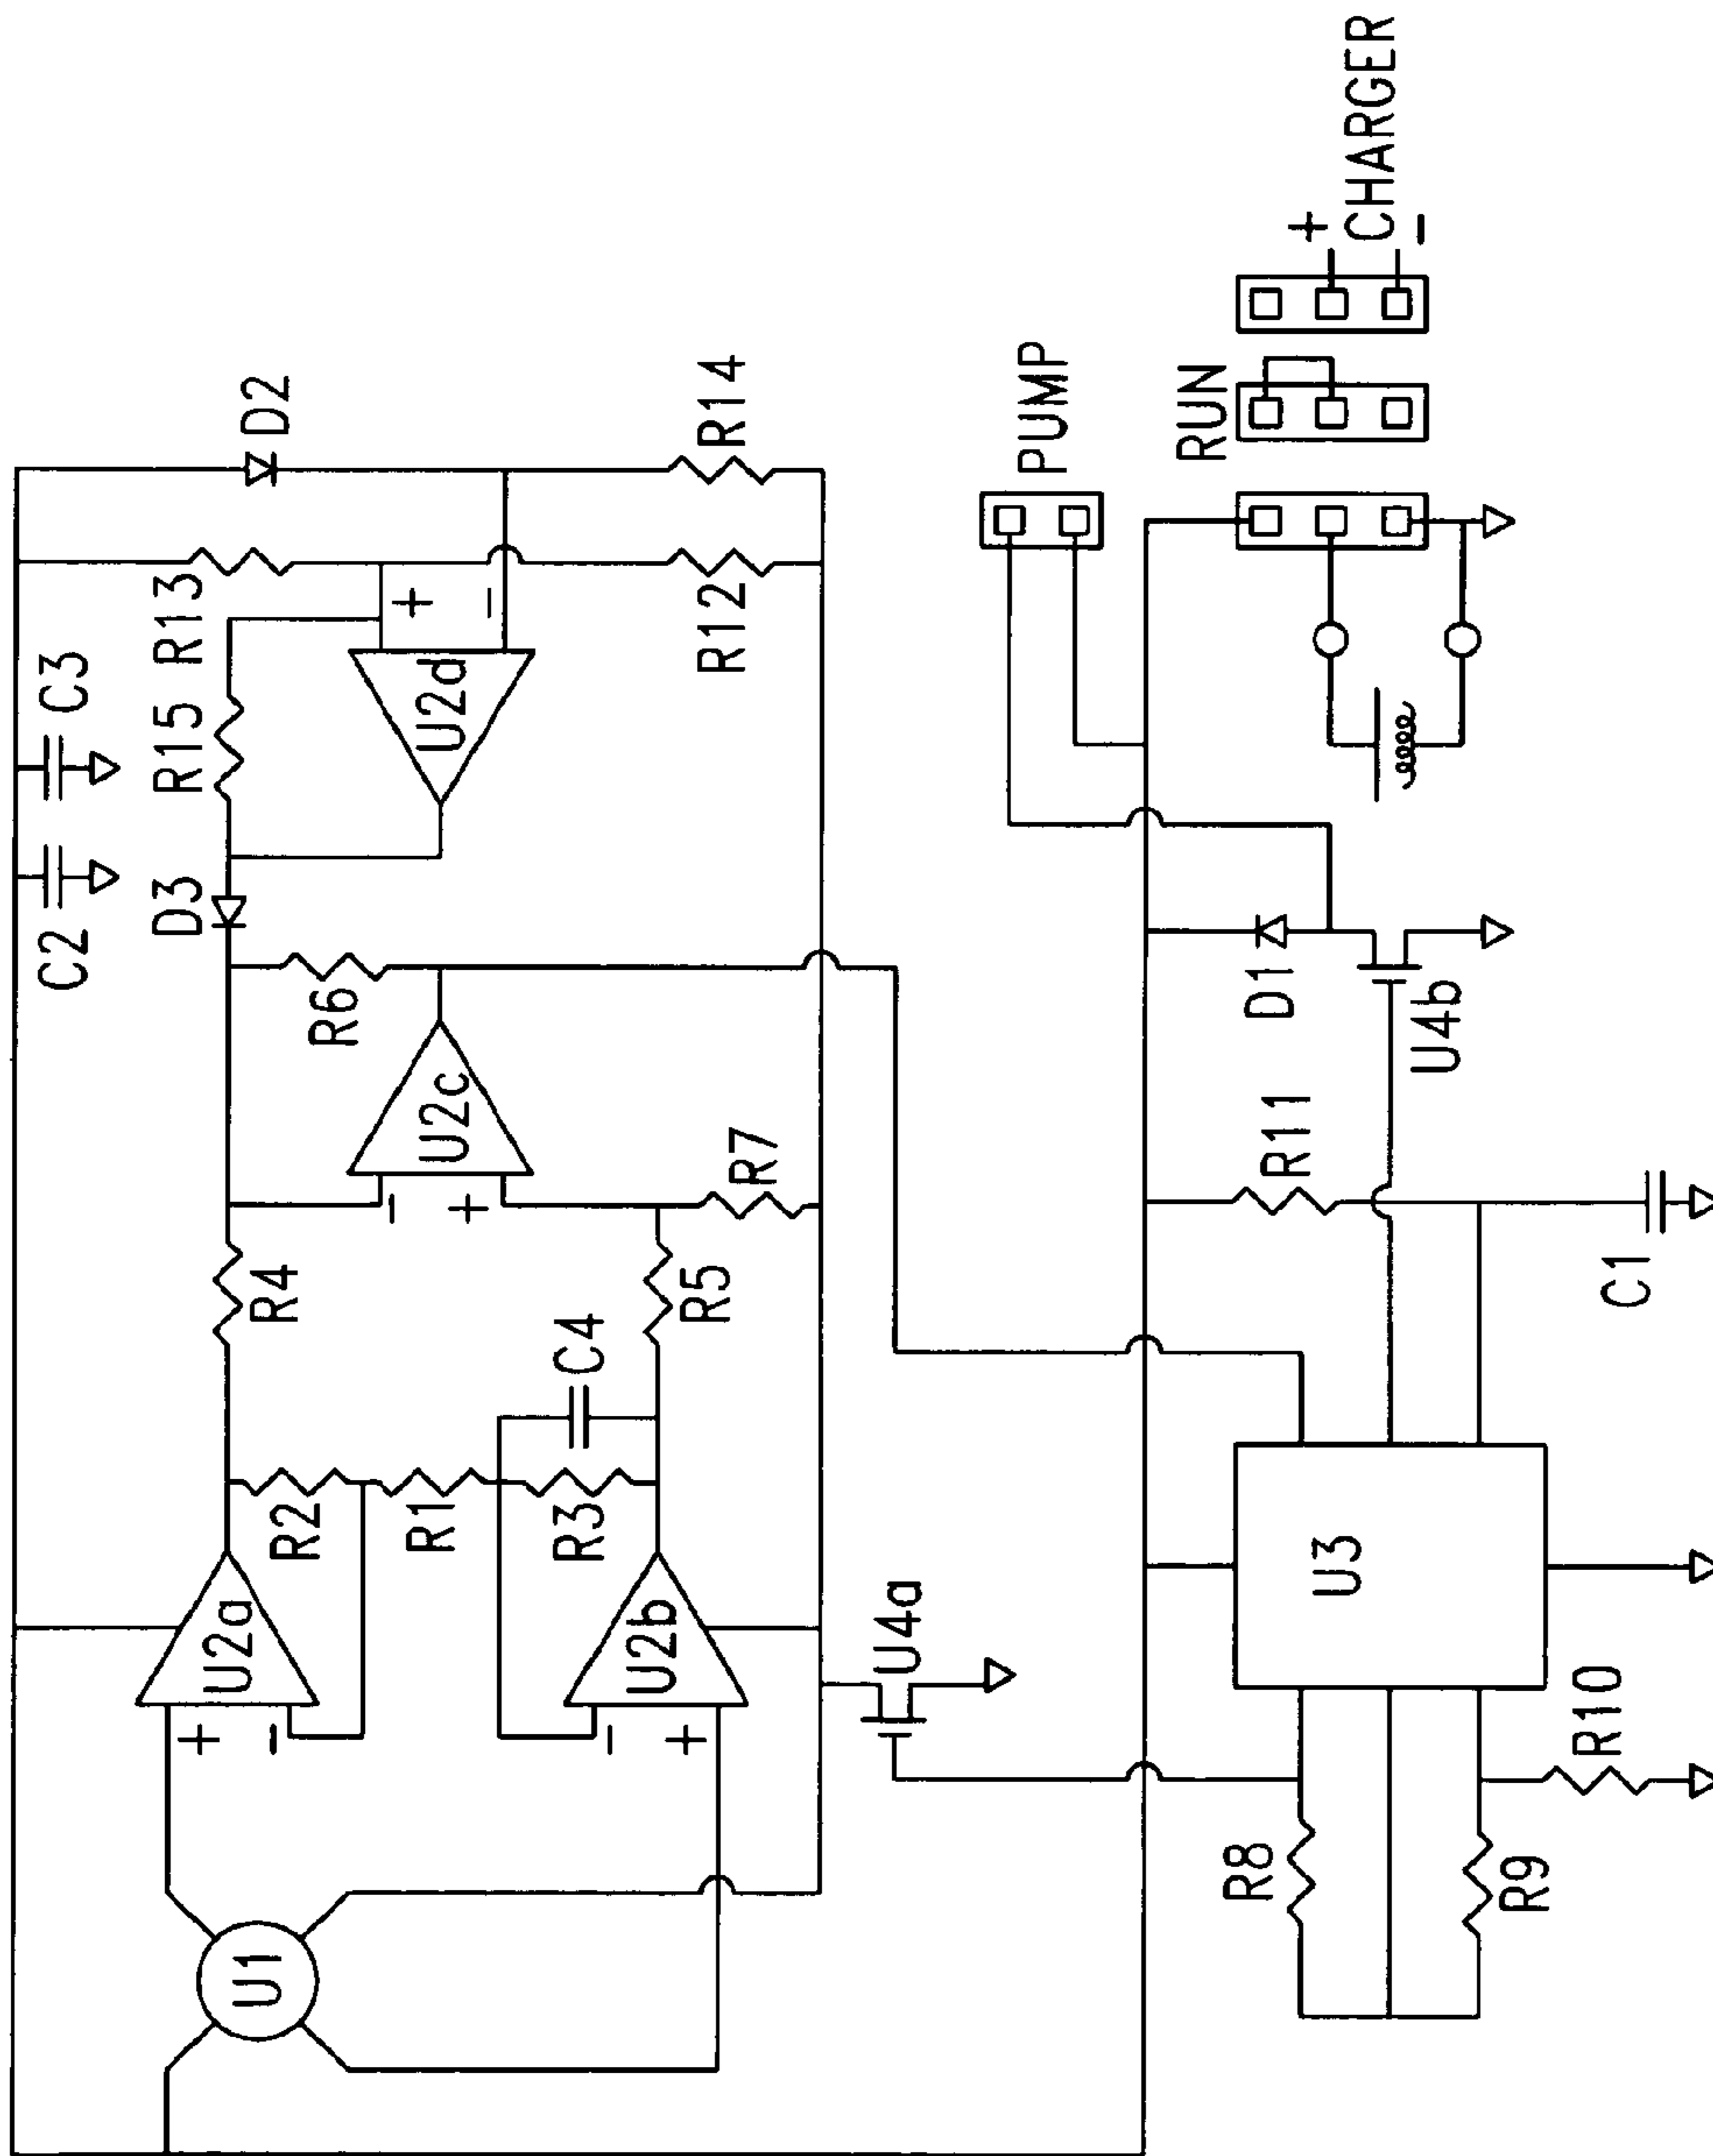 C2
C3
D3
R15
R13
D2
R4
R6
U2a
+
-
R2
R1
R3
C4
U2c
-
+
U2d
+
-
U1
U2b
-
+
R5
R7
R12
R14
U4a
PUMP
RUN
+
CHARGER
-
R8
U3
R11
D1
U4b
R9
R10
C1